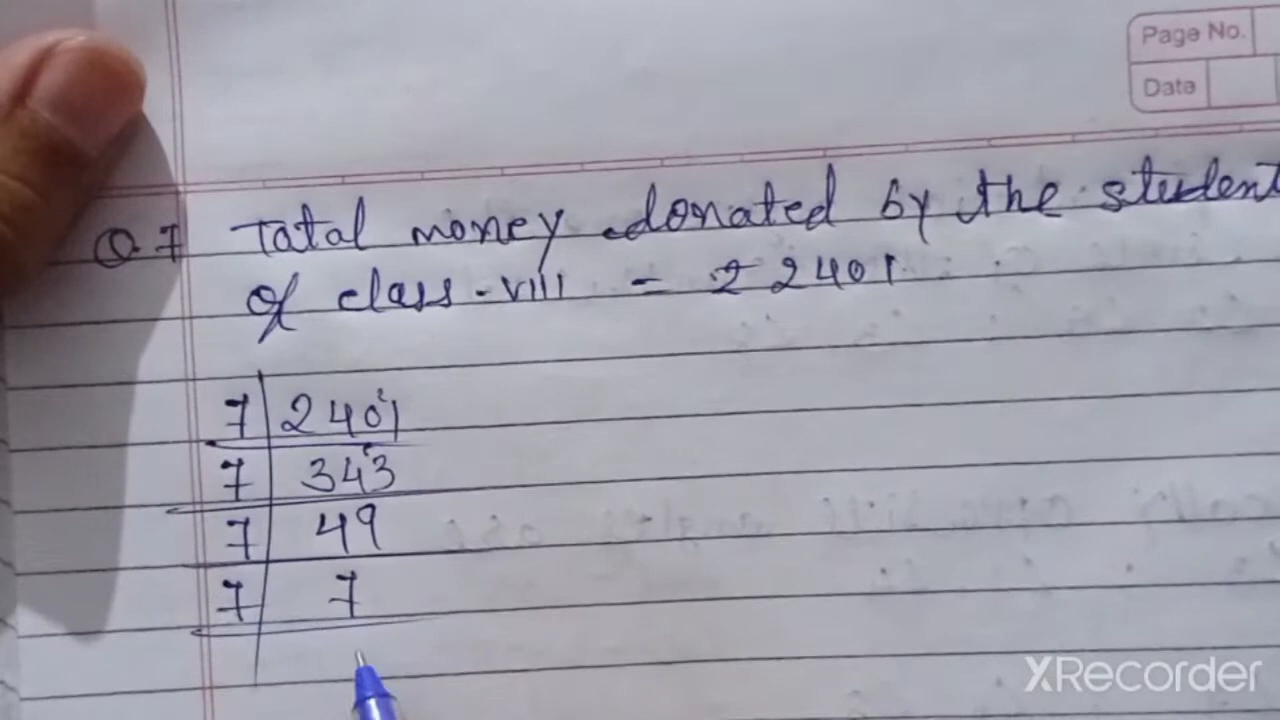 Page No.
Date
Q.7 Tatal money donated by the student
of class-VIII = ₹ 2401
7 2401
7 343
7 49
7 7
XRecorder